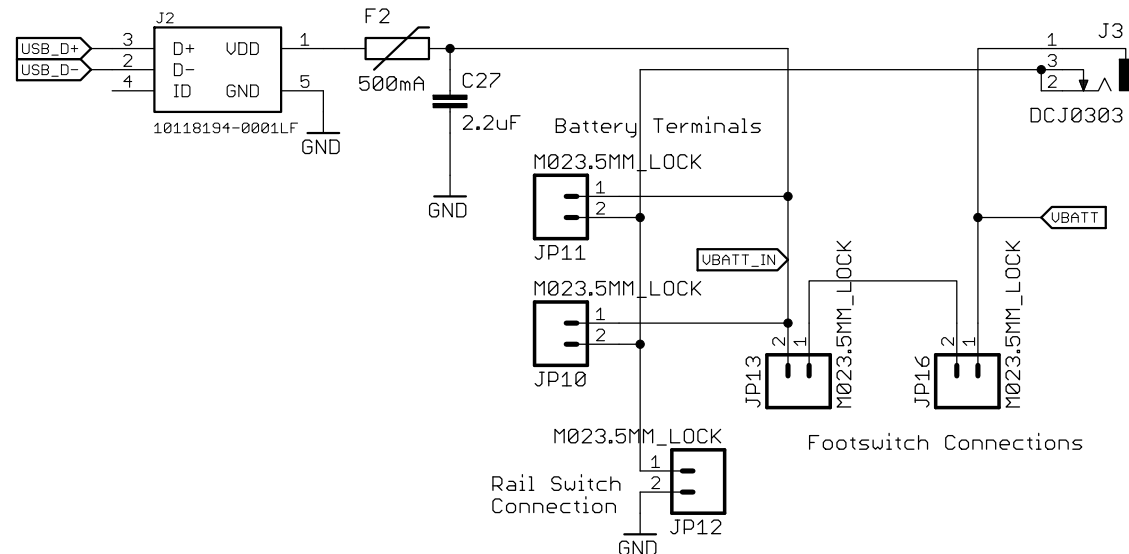 J2
F2
J3
USB_D+
3
D+
VDD
1
1
USB_D-
2
D-
3
4
ID
GND
5
500mA
C27
2
DCJ0303
10118194-0001LF
GND
2.2uF
Battery Terminals
M023.5MM_LOCK
GND
1
2
VBATT
JP11
VBATT_IN
M023.5MM_LOCK
1
2
JP10
2
1
JP13
M023.5MM_LOCK
2
1
JP16
M023.5MM_LOCK
M023.5MM_LOCK
Footswitch Connections
1
2
Rail Switch
Connection
JP12
GND